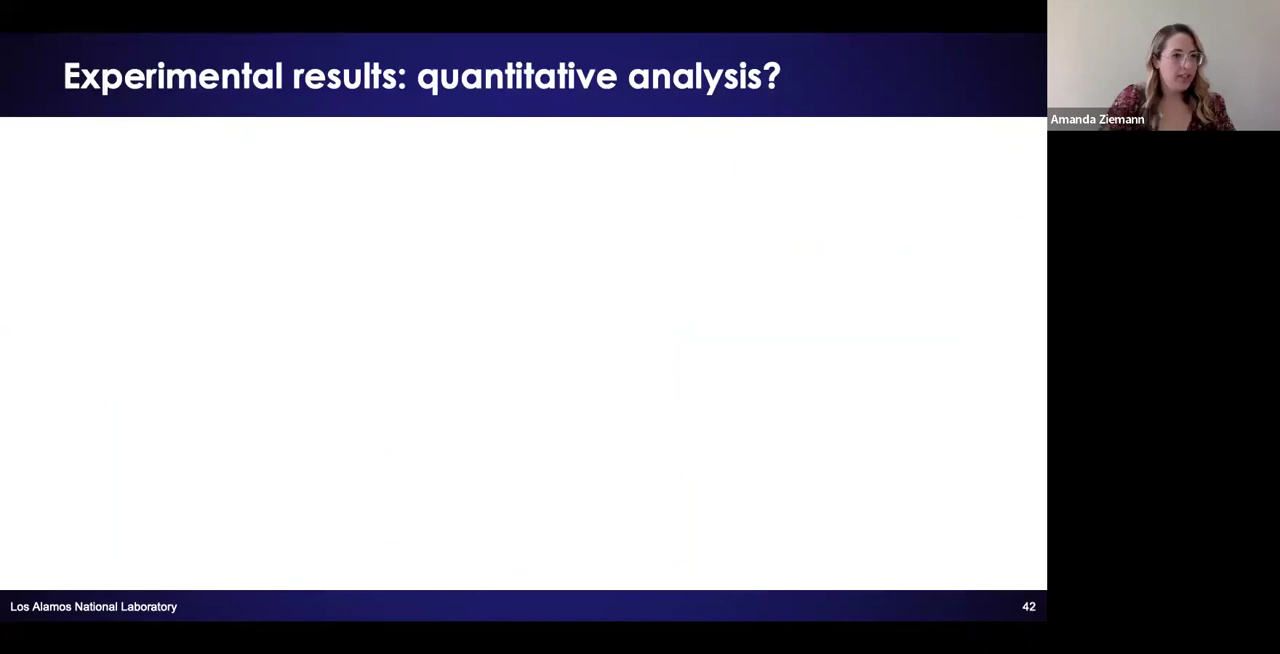 Experimental results: quantitative analysis?
Amanda Ziemann
Los Alamos National Laboratory
42